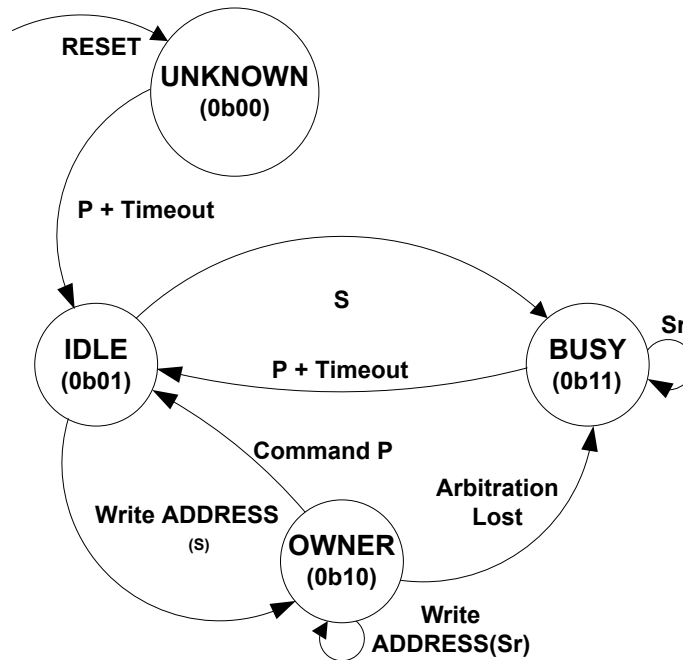 RESET
UNKNOWN
(0b00)
P + Timeout
S
Sr
IDLE
(0b01)
BUSY
(0b11)
P + Timeout
Command P
Arbitration
Lost
Write ADDRESS
(S)
OWNER
(0b10)
Write
ADDRESS(Sr)